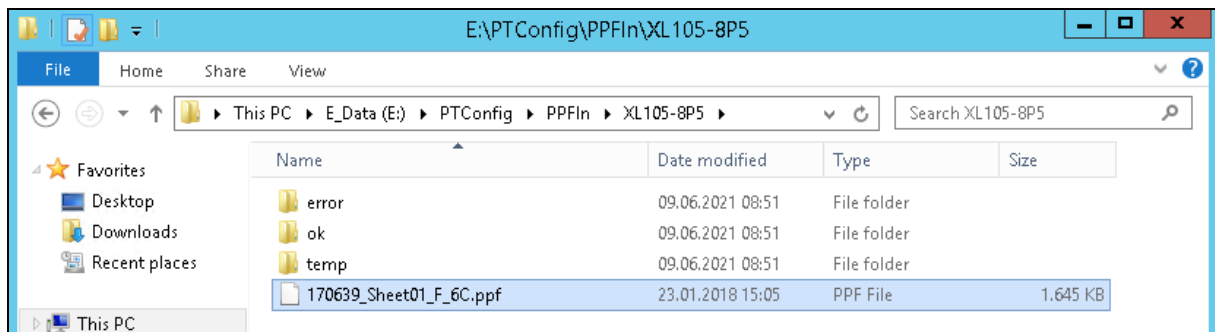 E:\PTConfig\PPFIn\XL105-8P5
File Home Share View
This PC E_Data (E:) PTConfig PPFIn XL105-8P5 Search XL105-8P5
Name Date modified Type Size
Favorites
Desktop
Downloads
Recent places
This PC
error 09.06.2021 08:51 File folder
ok 09.06.2021 08:51 File folder
temp 09.06.2021 08:51 File folder
170639_Sheet01_F_6C.ppf 23.01.2018 15:05 PPF File 1.645 KB